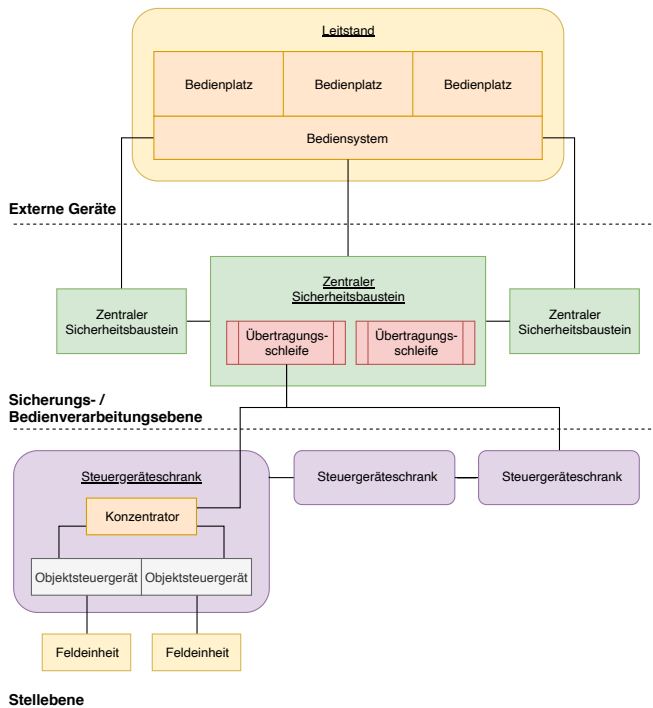 Leitstand
Bedienplatz
Bedienplatz
Bedienplatz
Bediensystem
Externe Geräte
Zentraler
Sicherheitsbaustein
Zentraler
Sicherheitsbaustein
Zentraler
Sicherheitsbaustein
Übertragungs-
schleife
Übertragungs-
schleife
Sicherungs- /
Bedienverarbeitungsebene
Steuergeräteschrank
Steuergeräteschrank
Steuergeräteschrank
Konzentrator
Objektsteuergerät
Objektsteuergerät
Feldeinheit
Feldeinheit
Stellebene